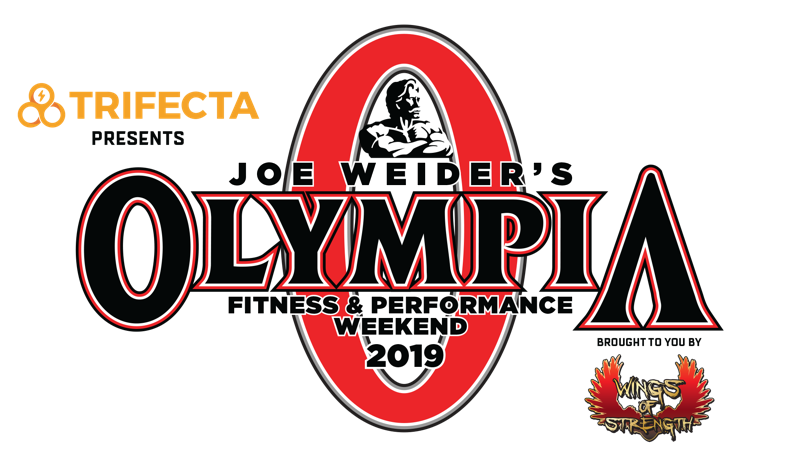 TRIFECTA
PRESENTS
JOE WEIDER'S
OLYMPIA
FITNESS & PERFORMANCE
WEEKEND
2019
BROUGHT TO YOU BY
WINGS
OF
STRENGTH